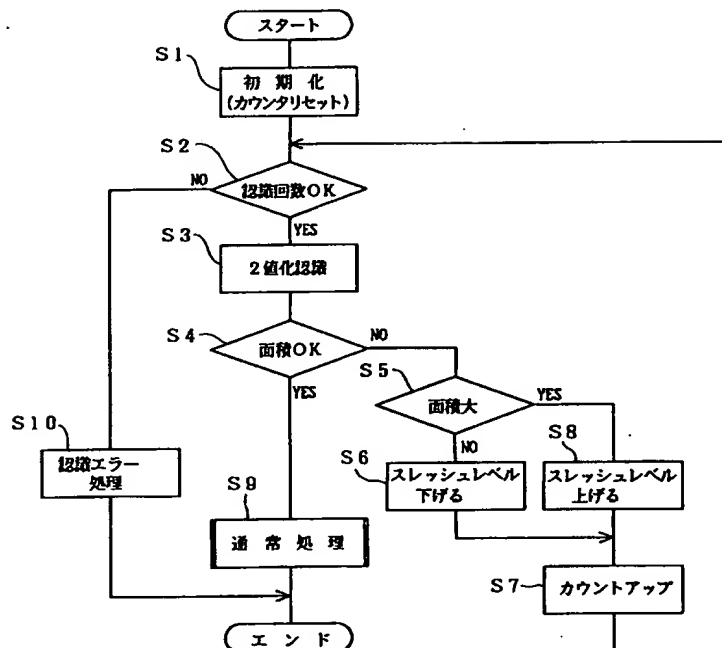 スタート
S1
初期化
(カウンタリセット)
S2
NO
認識回数OK
YES
S3
2値化認識
S4
面積OK
NO
YES
S5
面積大
YES
NO
S10
認識エラー
処理
S6
スレッシュレベル
下げる
S8
スレッシュレベル
上げる
S9
通常処理
S7
カウントアップ
エンド